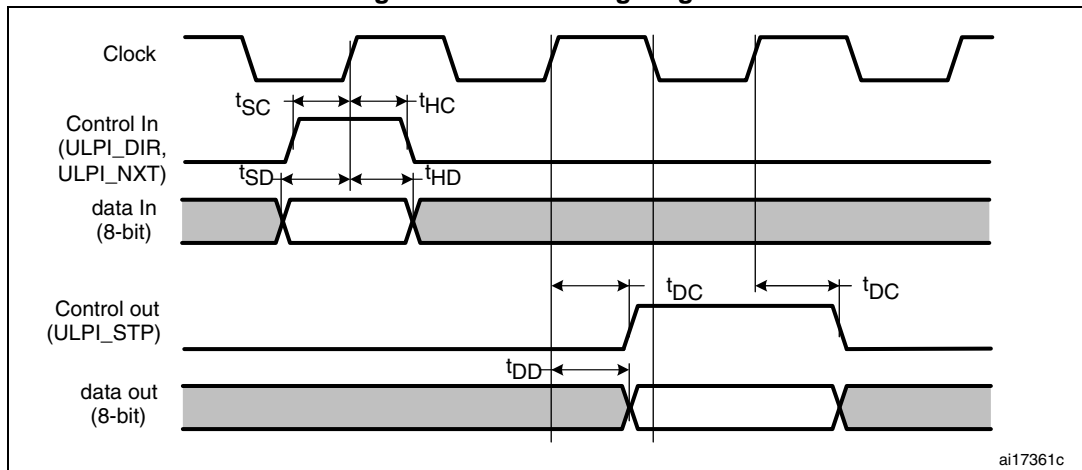 Clock
tSC
tHC
Control In
(ULPI_DIR,
ULPI_NXT)
tSD
tHD
data In
(8-bit)
tDC
tDC
Control out
(ULPI_STP)
tDD
data out
(8-bit)
ai17361c